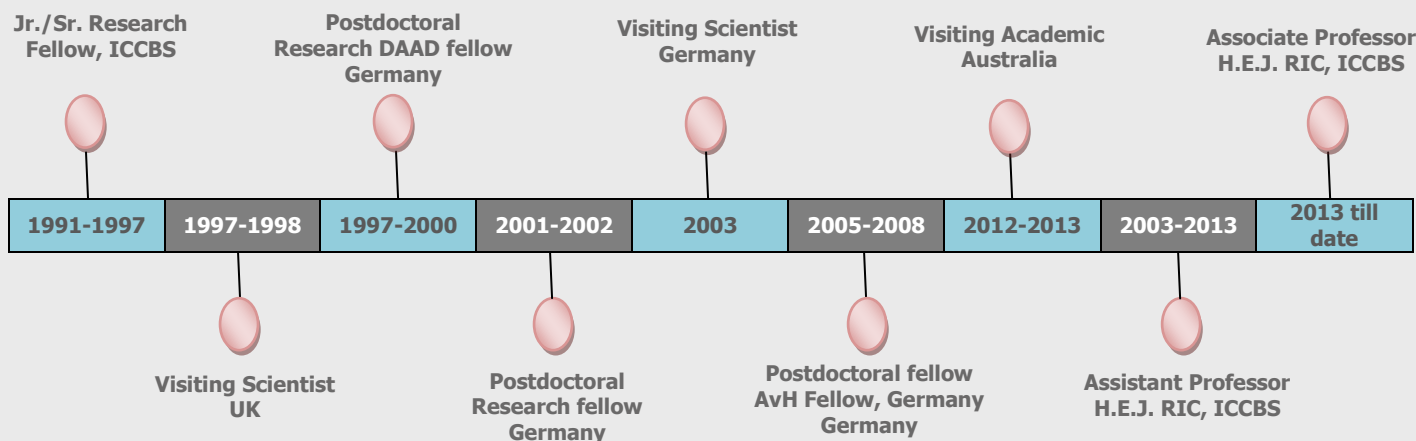 Jr./Sr. Research
Fellow, ICCBS
Postdoctoral
Research DAAD fellow
Germany
Visiting Scientist
Germany
Visiting Academic
Australia
Associate Professor
H.E.J. RIC, ICCBS
1991-1997
1997-1998
1997-2000
2001-2002
2003
2005-2008
2012-2013
2003-2013
2013 till
date
Visiting Scientist
UK
Postdoctoral
Research fellow
Germany
Postdoctoral fellow
AvH Fellow, Germany
Germany
Assistant Professor
H.E.J. RIC, ICCBS